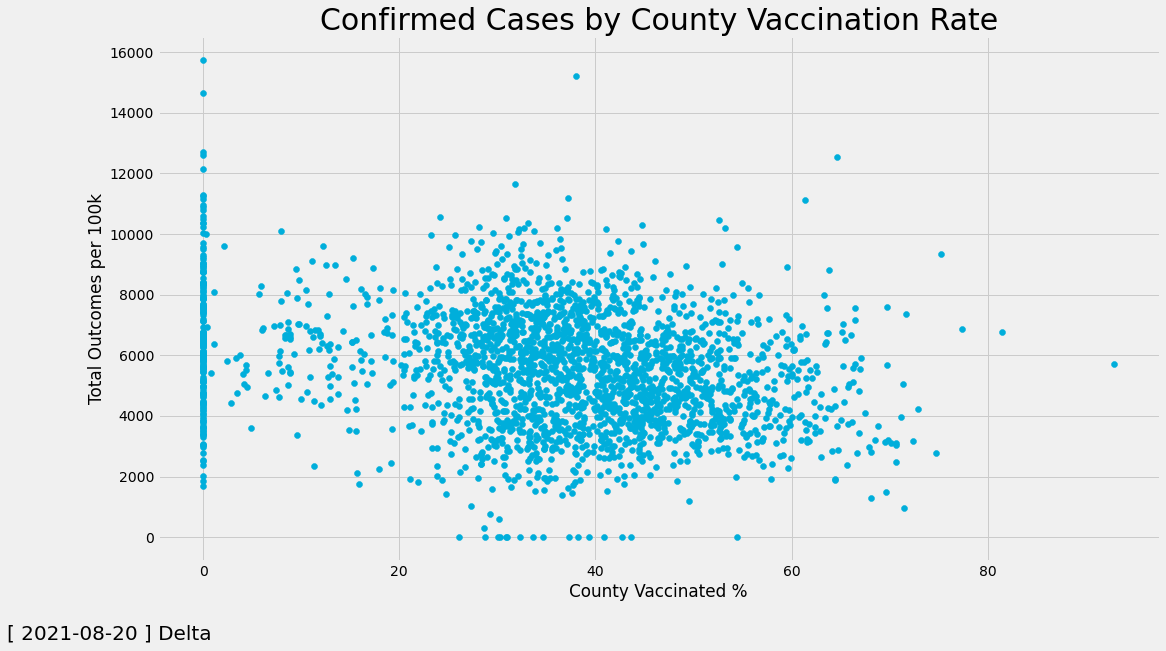 Confirmed Cases by County Vaccination Rate
16000
14000
12000
10000
8000
6000
4000
2000
0
Total Outcomes per 100k
0 20 40 60 80
County Vaccinated %
[ 2021-08-20 ] Delta